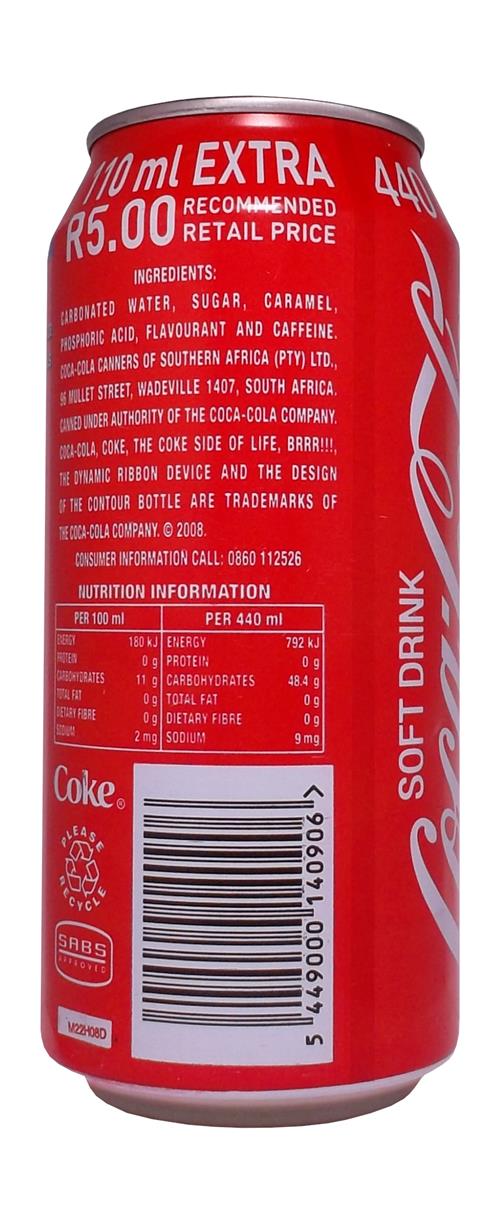 110 ml EXTRA
R5.00 RECOMMENDED
RETAIL PRICE
INGREDIENTS:
CARBONATED WATER, SUGAR, CARAMEL,
PHOSPHORIC ACID, FLAVOURANT AND CAFFEINE.
COCA-COLA CANNERS OF SOUTHERN AFRICA (PTY) LTD.,
96 MULLET STREET, WADEVILLE 1407, SOUTH AFRICA.
CANNED UNDER AUTHORITY OF THE COCA-COLA COMPANY.
COCA-COLA, COKE, THE COKE SIDE OF LIFE, BRRR!!!,
THE DYNAMIC RIBBON DEVICE AND THE DESIGN
OF THE CONTOUR BOTTLE ARE TRADEMARKS OF
THE COCA-COLA COMPANY. © 2008.
CONSUMER INFORMATION CALL: 0860 112526
NUTRITION INFORMATION
PER 100 ml PER 440 ml
ENERGY 180 kJ ENERGY 792 kJ
PROTEIN 0 g PROTEIN 0 g
CARBOHYDRATES 11 g CARBOHYDRATES 48.4 g
TOTAL FAT 0 g TOTAL FAT 0 g
DIETARY FIBRE 0 g DIETARY FIBRE 0 g
SODIUM 2 mg SODIUM 9 mg
Coke®
PLEASE
RECYCLE
SABS
APPROVED
M22H08D
5 449000 140906 >
440
SOFT DRINK